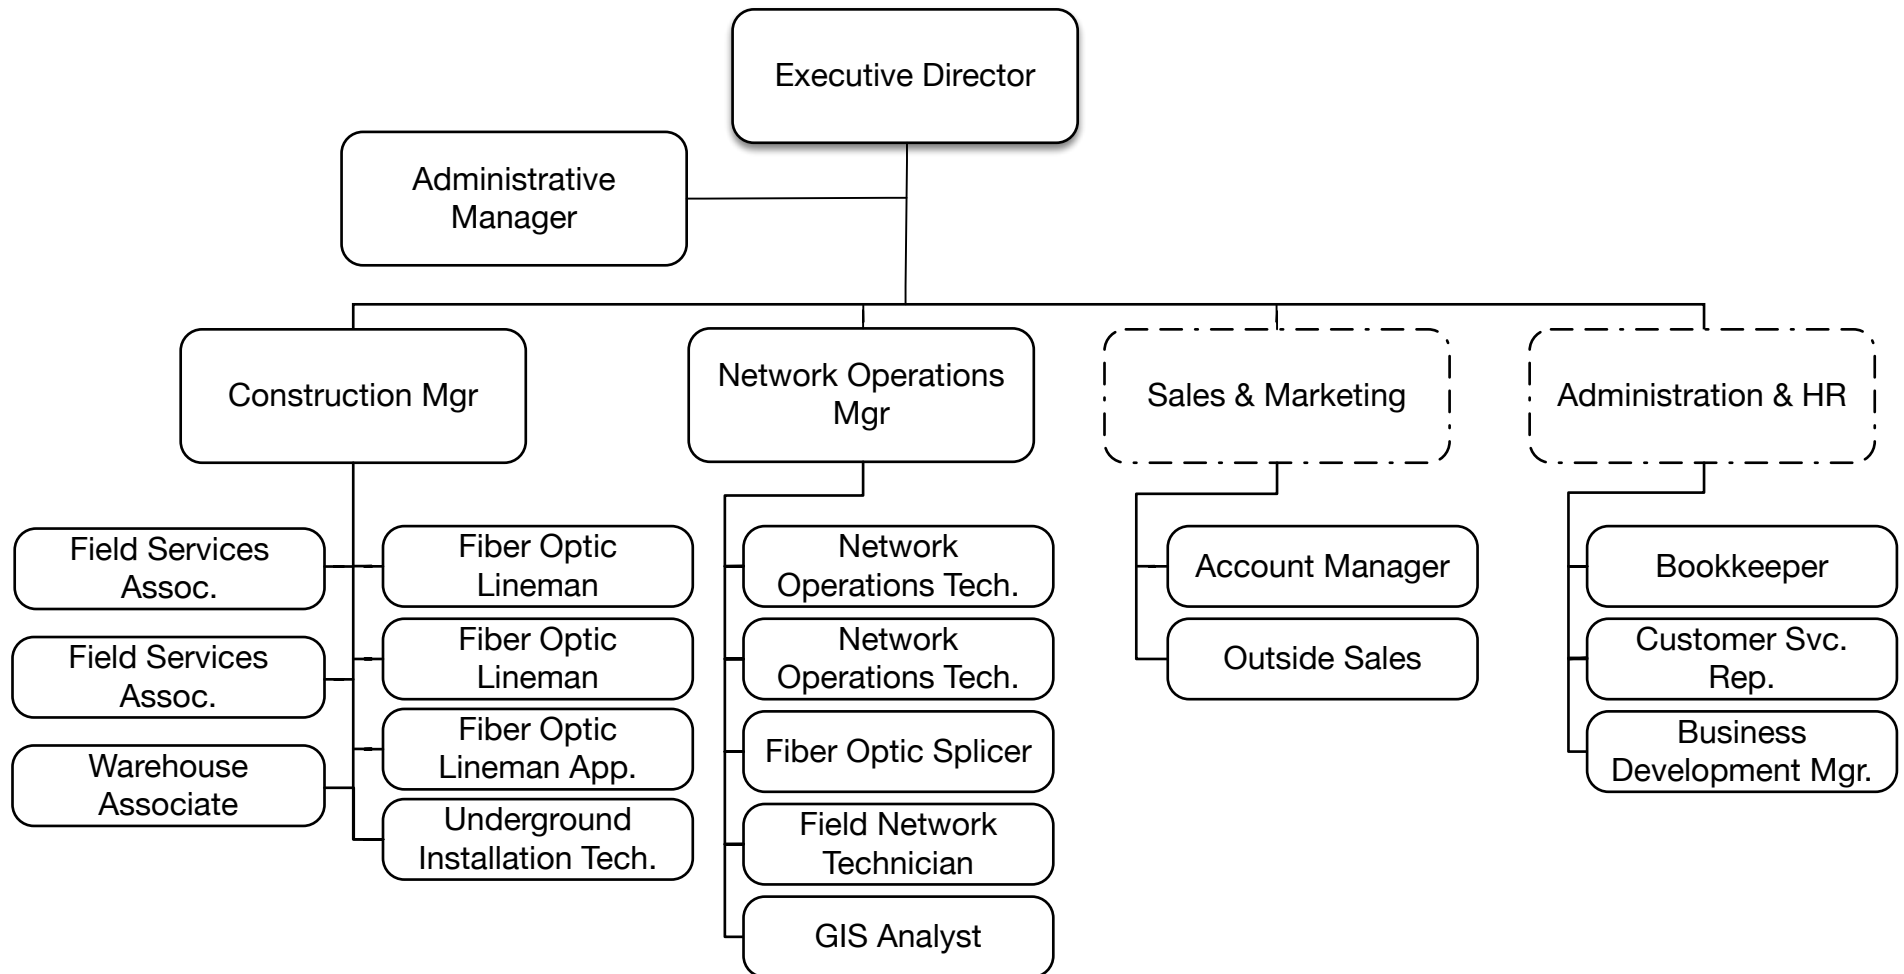 Executive Director
Administrative
Manager
Construction Mgr
Network Operations
Mgr
Sales & Marketing
Administration & HR
Field Services
Assoc.
Field Services
Assoc.
Warehouse
Associate
Fiber Optic
Lineman
Fiber Optic
Lineman
Fiber Optic
Lineman App.
Underground
Installation Tech.
Network
Operations Tech.
Network
Operations Tech.
Fiber Optic Splicer
Field Network
Technician
GIS Analyst
Account Manager
Outside Sales
Bookkeeper
Customer Svc.
Rep.
Business
Development Mgr.